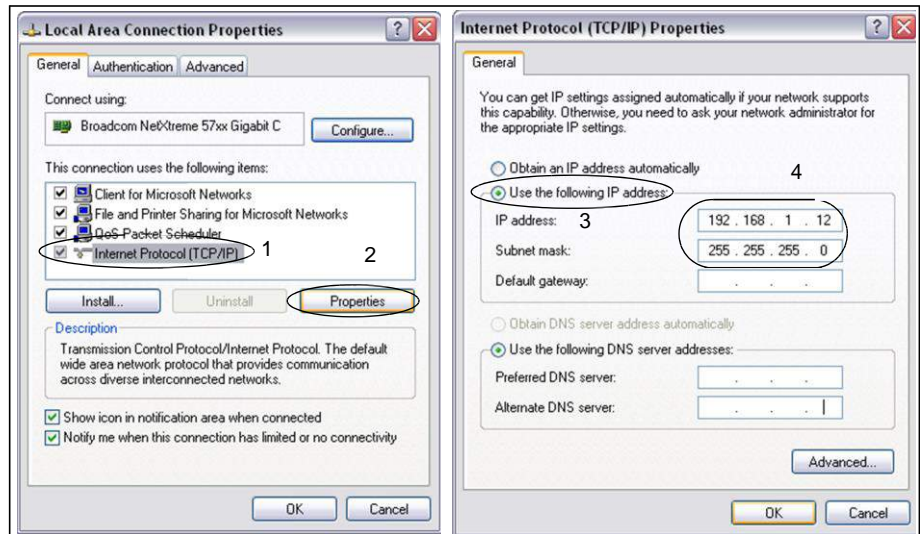 Local Area Connection Properties
General Authentication Advanced
Connect using:
Broadcom NetXtreme 57xx Gigabit C Configure...
This connection uses the following items:
Client for Microsoft Networks
File and Printer Sharing for Microsoft Networks
QoS Packet Scheduler
Internet Protocol (TCP/IP) 1
2
Install... Uninstall Properties
Description
Transmission Control Protocol/Internet Protocol. The default
wide area network protocol that provides communication
across diverse interconnected networks.
Show icon in notification area when connected
Notify me when this connection has limited or no connectivity
OK Cancel
Internet Protocol (TCP/IP) Properties
General
You can get IP settings assigned automatically if your network supports
this capability. Otherwise, you need to ask your network administrator for
the appropriate IP settings.
Obtain an IP address automatically
4
Use the following IP address:
3
IP address: 192 . 168 . 1 . 12
Subnet mask: 255 . 255 . 255 . 0
Default gateway: . . .
Obtain DNS server address automatically
Use the following DNS server addresses:
Preferred DNS server: . . .
Alternate DNS server: . . .
Advanced...
OK Cancel